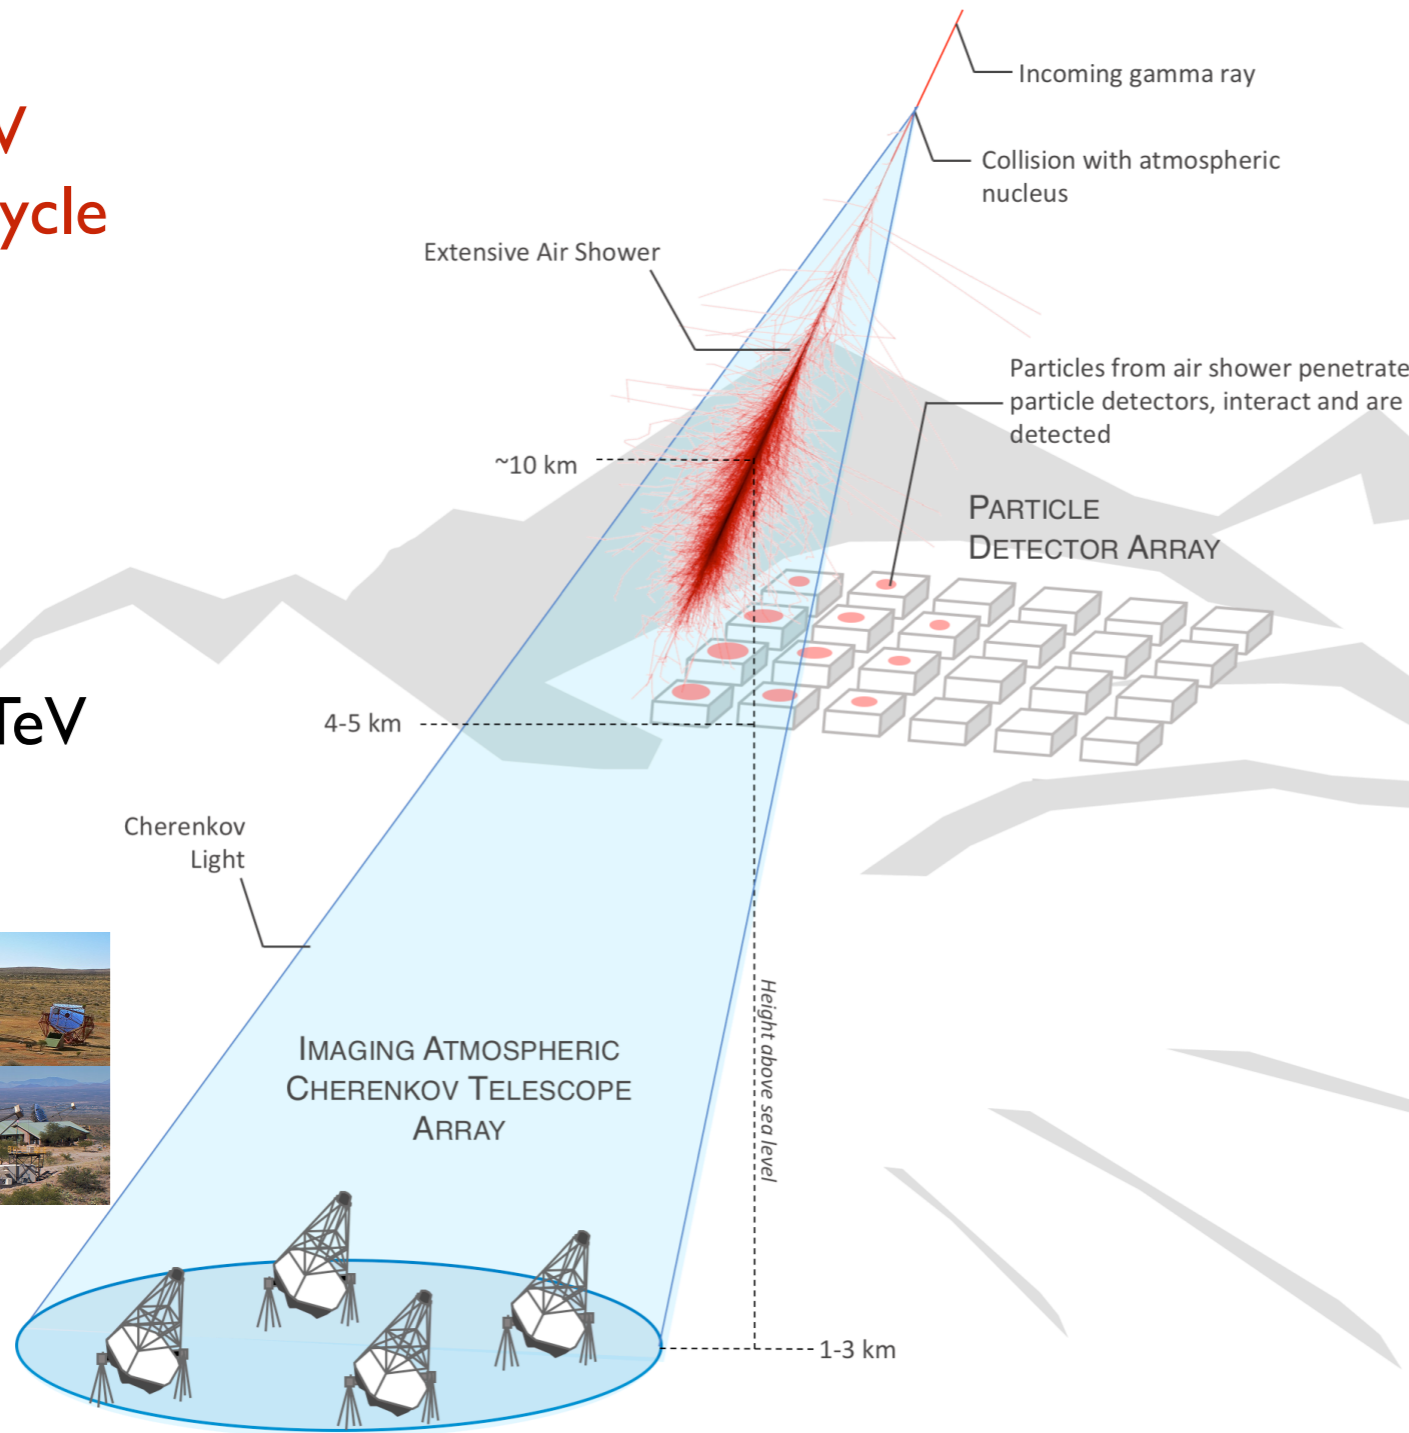 Incoming gamma ray
V
Collision with atmospheric
nucleus
ycle
Extensive Air Shower
Particles from air shower penetrate
particle detectors, interact and are
detected
~10 km
PARTICLE
DETECTOR ARRAY
TeV
4-5 km
Cherenkov
Light
Height above sea level
IMAGING ATMOSPHERIC
CHERENKOV TELESCOPE
ARRAY
1-3 km